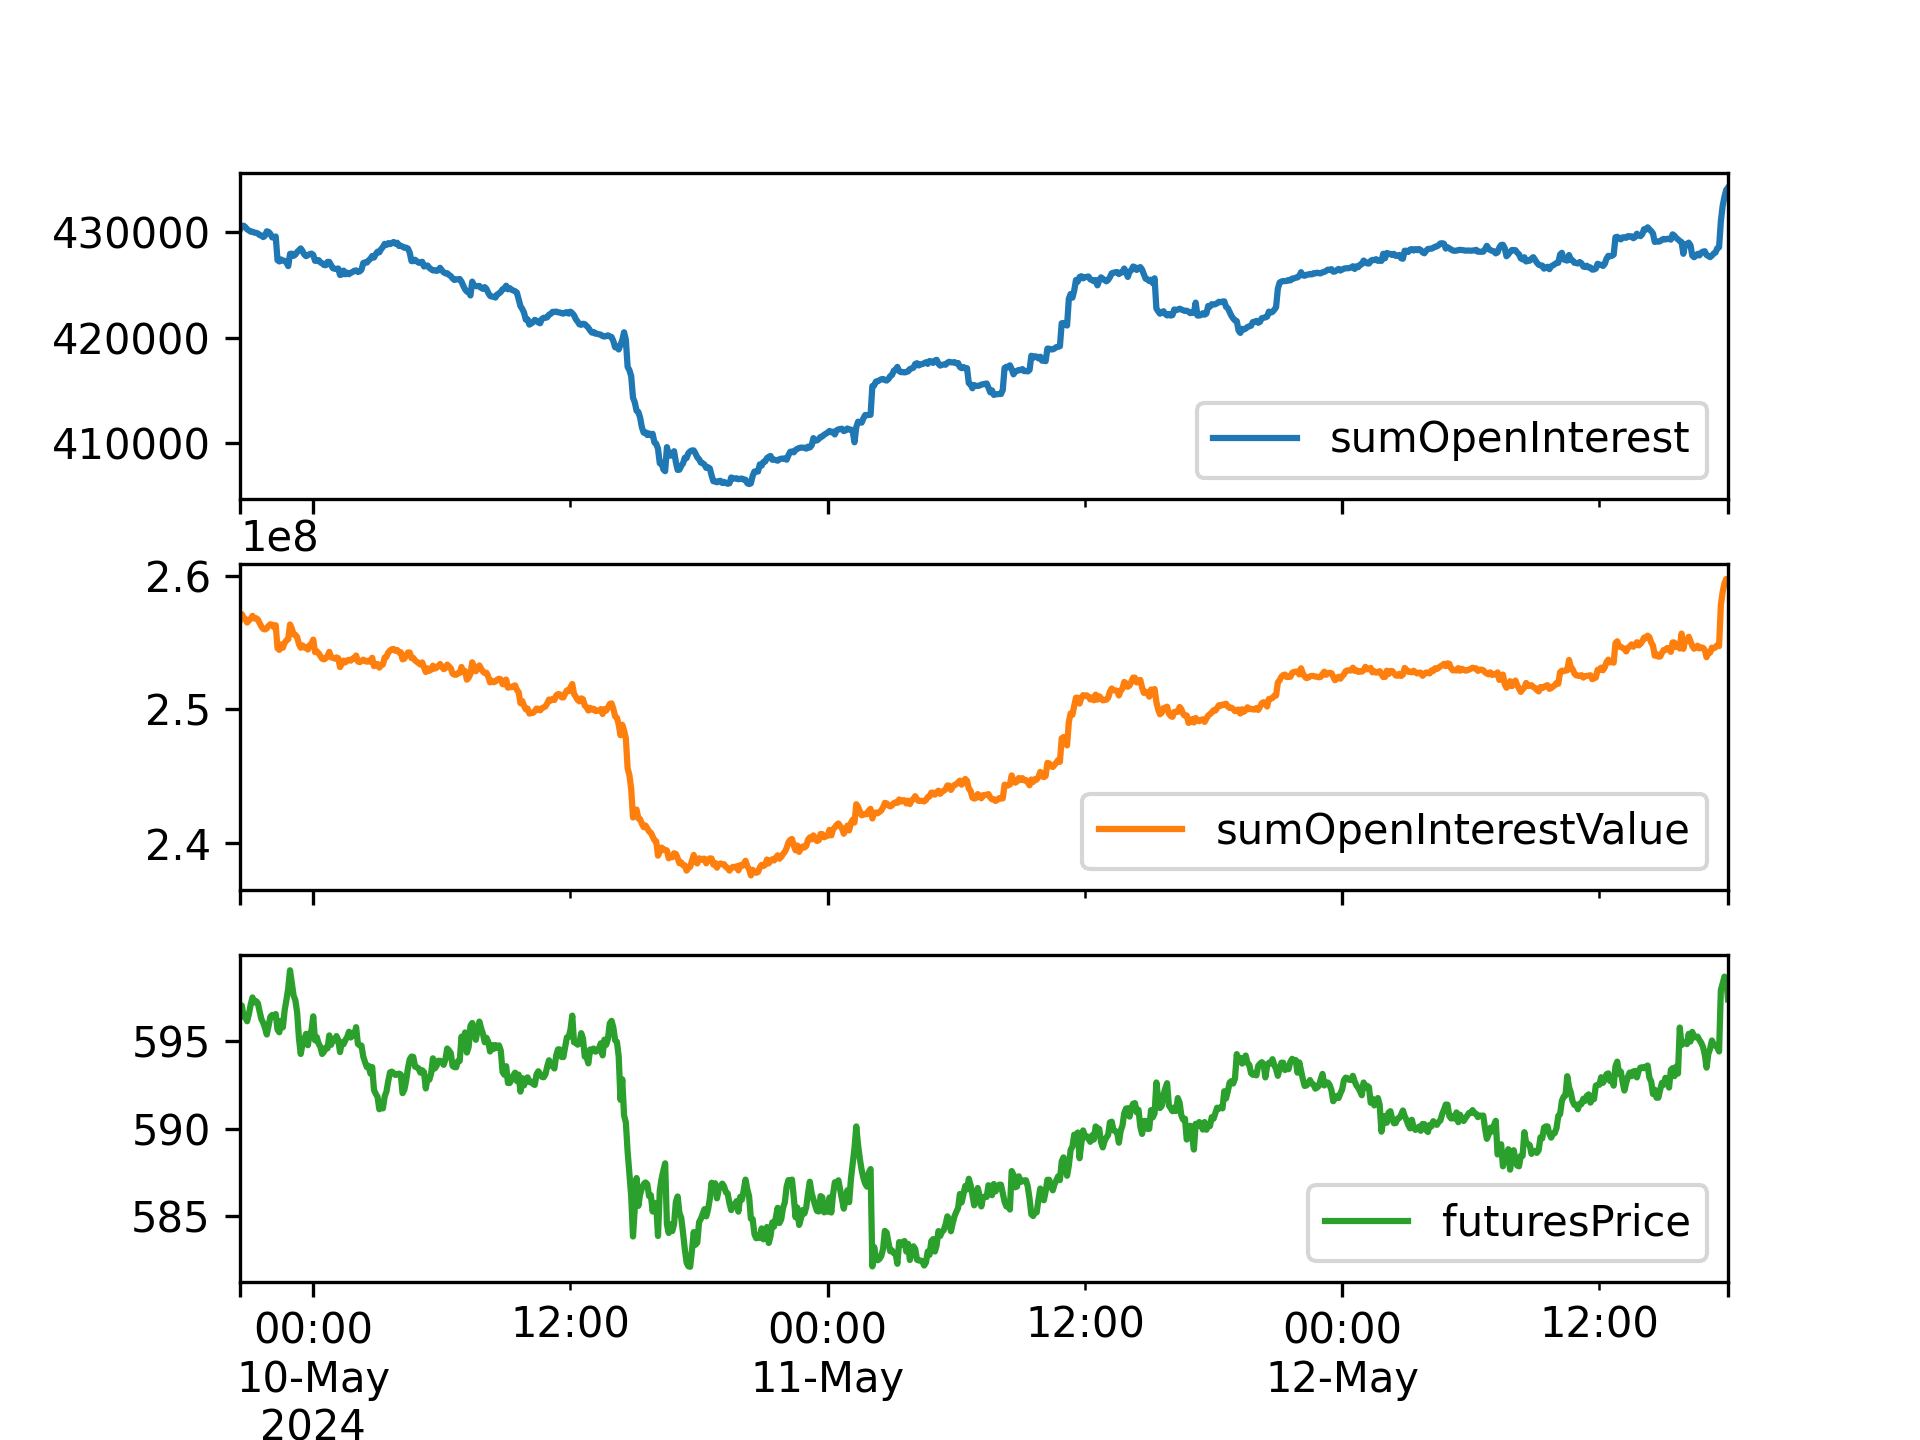 430000
420000
410000
sumOpenInterest
1e8
2.6
2.5
2.4
sumOpenInterestValue
595
590
585
futuresPrice
00:00 12:00 00:00 12:00 00:00 12:00
10-May 11-May 12-May
2024